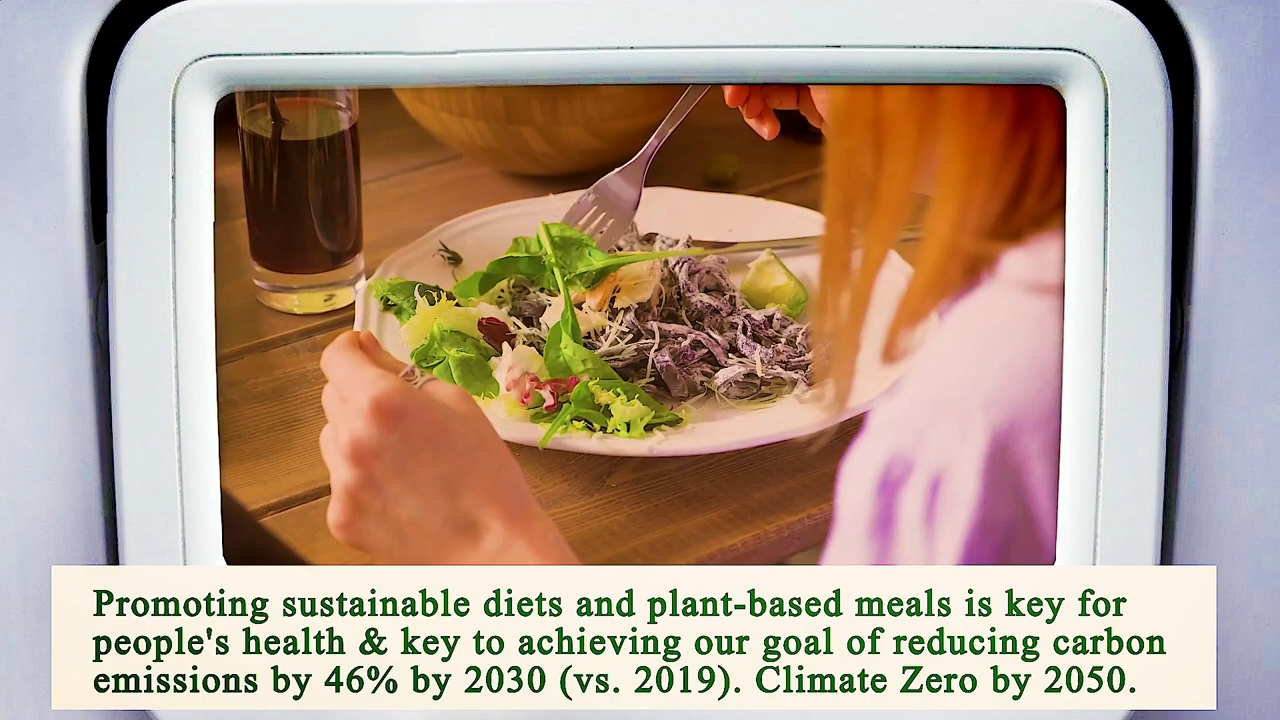 Promoting sustainable diets and plant-based meals is key for
people's health & key to achieving our goal of reducing carbon
emissions by 46% by 2030 (vs. 2019). Climate Zero by 2050.